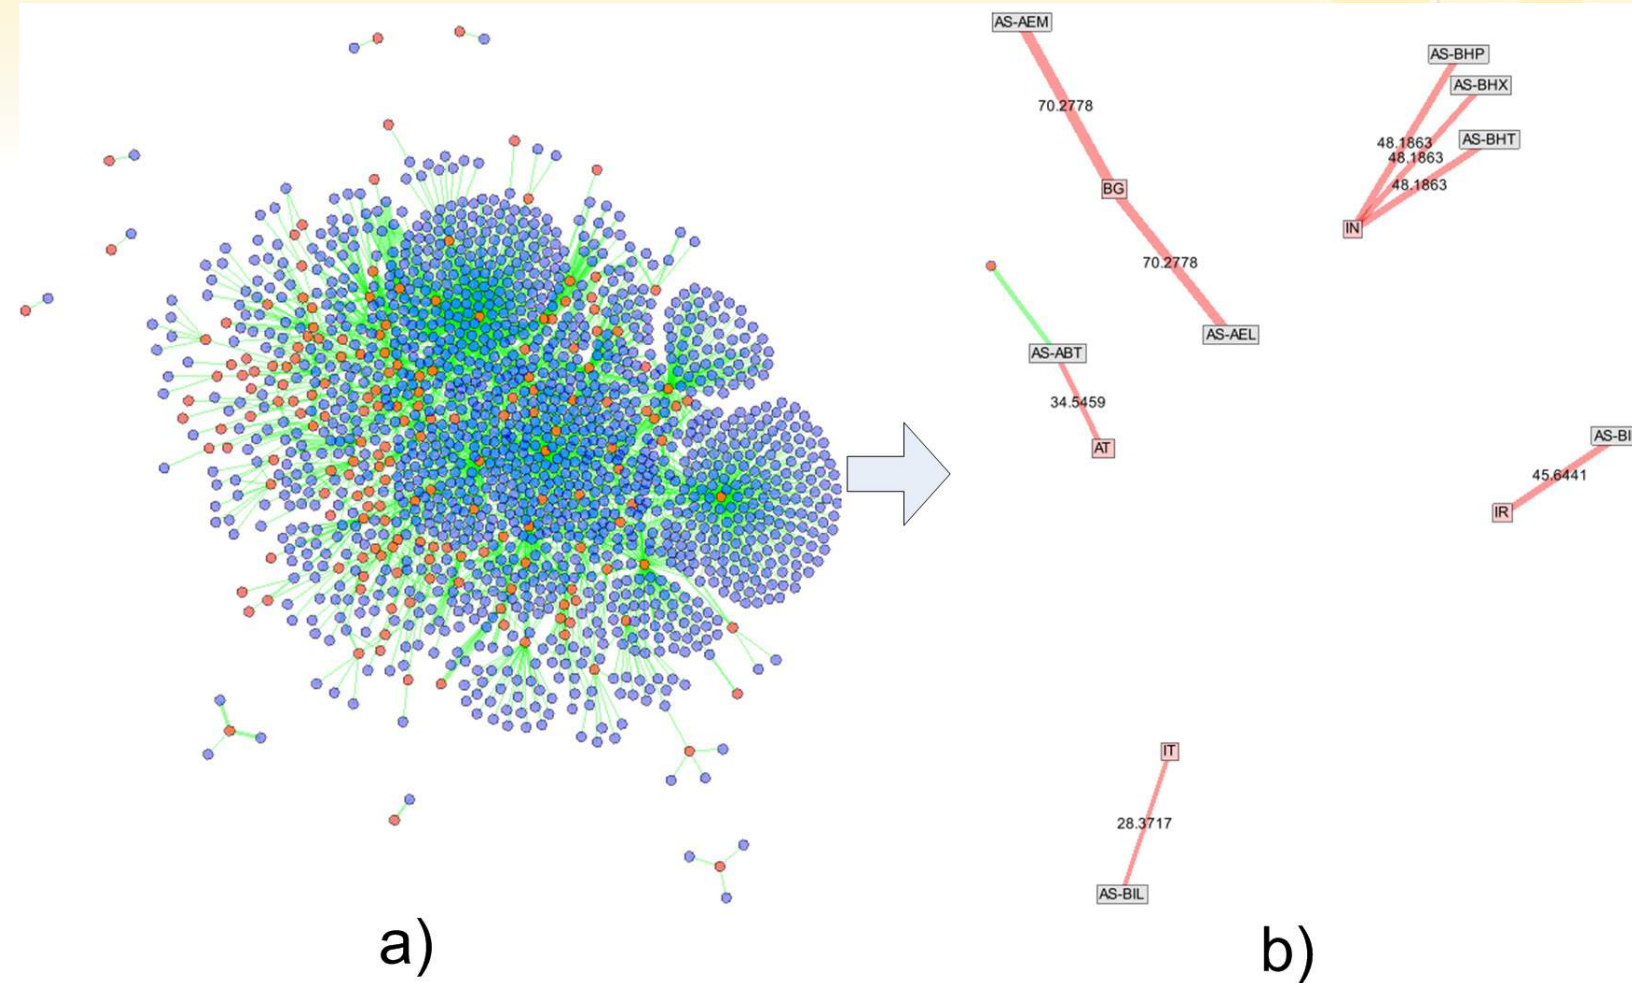 AS-AEM
70.2778
BG
70.2778
AS-AEL
AS-BHP
AS-BHX
AS-BHT
48.1863
48.1863
48.1863
IN
AS-ABT
34.5459
AT
45.6441
IR
IT
28.3717
AS-BIL
a)
b)